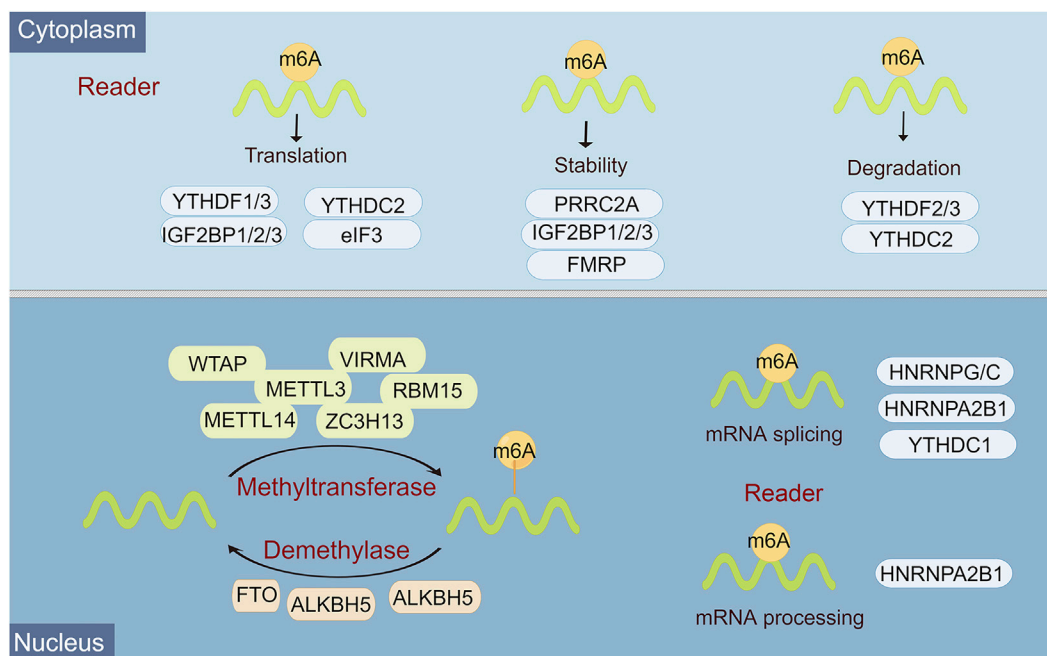 Cytoplasm
Reader
m6A
Translation
YTHDF1/3
YTHDC2
IGF2BP1/2/3
eIF3
m6A
Stability
PRRC2A
IGF2BP1/2/3
FMRP
m6A
Degradation
YTHDF2/3
YTHDC2
WTAP
VIRMA
METTL3
RBM15
METTL14
ZC3H13
m6A
Methyltransferase
Demethylase
FTO
ALKBH5
ALKBH5
m6A
mRNA splicing
HNRNPG/C
HNRNPA2B1
YTHDC1
Reader
m6A
mRNA processing
HNRNPA2B1
Nucleus